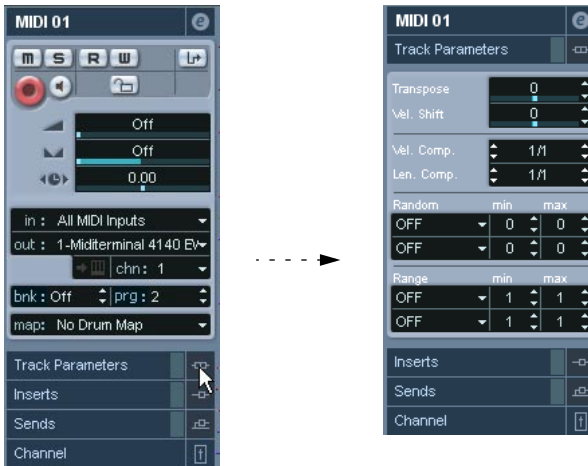 MIDI 01 e
M S R W
Off
Off
0.00
in : All MIDI Inputs
out : 1-Miditerminal 4140 EV
chn: 1
bnk : Off prg : 2
map: No Drum Map
Track Parameters
Inserts
Sends
Channel
MIDI 01 e
Track Parameters
Transpose 0
Vel. Shift 0
Vel. Comp. 1/1
Len. Comp. 1/1
Random min max
OFF 0 0
OFF 0 0
Range min max
OFF 1 1
OFF 1 1
Inserts
Sends
Channel